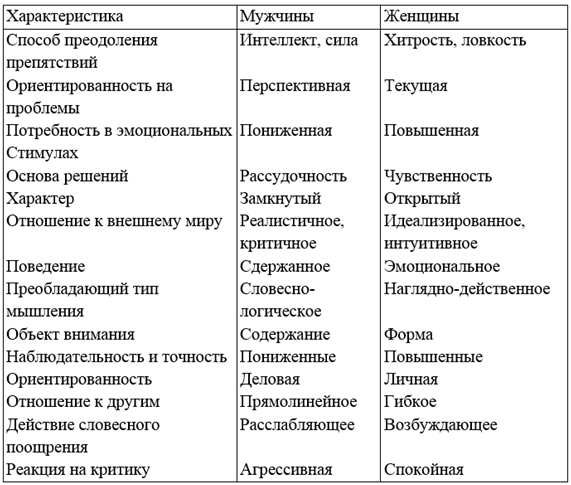 Характеристика Мужчины Женщины
Способ преодоления Интеллект, сила Хитрость, ловкость
препятствий
Ориентированность на Перспективная Текущая
проблемы
Потребность в эмоциональных Пониженная Повышенная
Стимулах
Основа решений Рассудочность Чувственность
Характер Замкнутый Открытый
Отношение к внешнему миру Реалистичное, Идеализированное,
критичное интуитивное
Поведение Сдержанное Эмоциональное
Преобладающий тип Словесно- Наглядно-действенное
мышления логическое
Объект внимания Содержание Форма
Наблюдательность и точность Пониженные Повышенные
Ориентированность Деловая Личная
Отношение к другим Прямолинейное Гибкое
Действие словесного Расслабляющее Возбуждающее
поощрения
Реакция на критику Агрессивная Спокойная